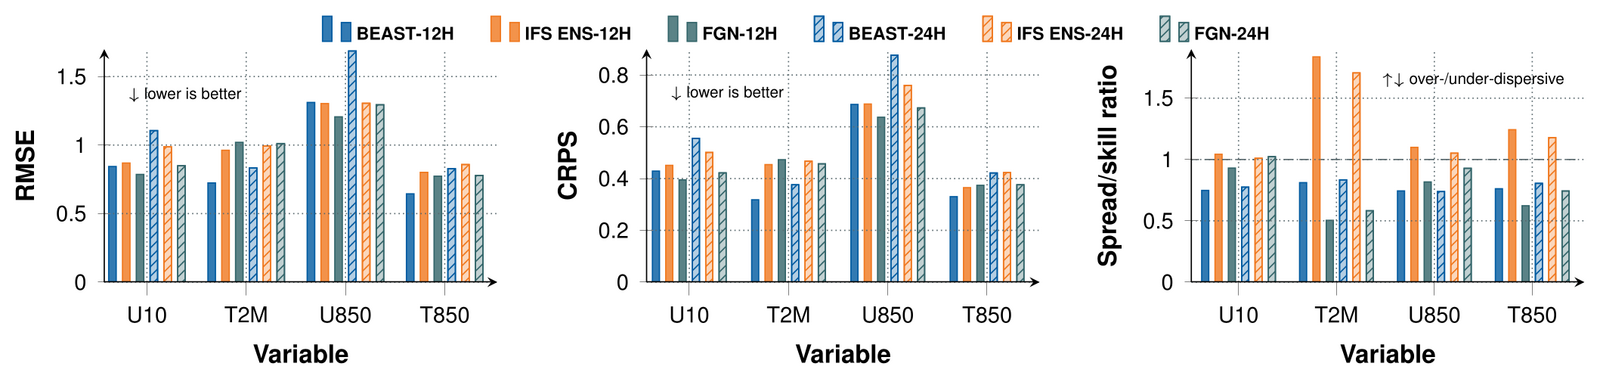 BEAST-12H IFS ENS-12H FGN-12H BEAST-24H IFS ENS-24H FGN-24H
RMSE
1.5
1
0.5
0
↓ lower is better
U10 T2M U850 T850
Variable
CRPS
0.8
0.6
0.4
0.2
0
↓ lower is better
U10 T2M U850 T850
Variable
Spread/skill ratio
1.5
1
0.5
0
↑↓ over-/under-dispersive
U10 T2M U850 T850
Variable